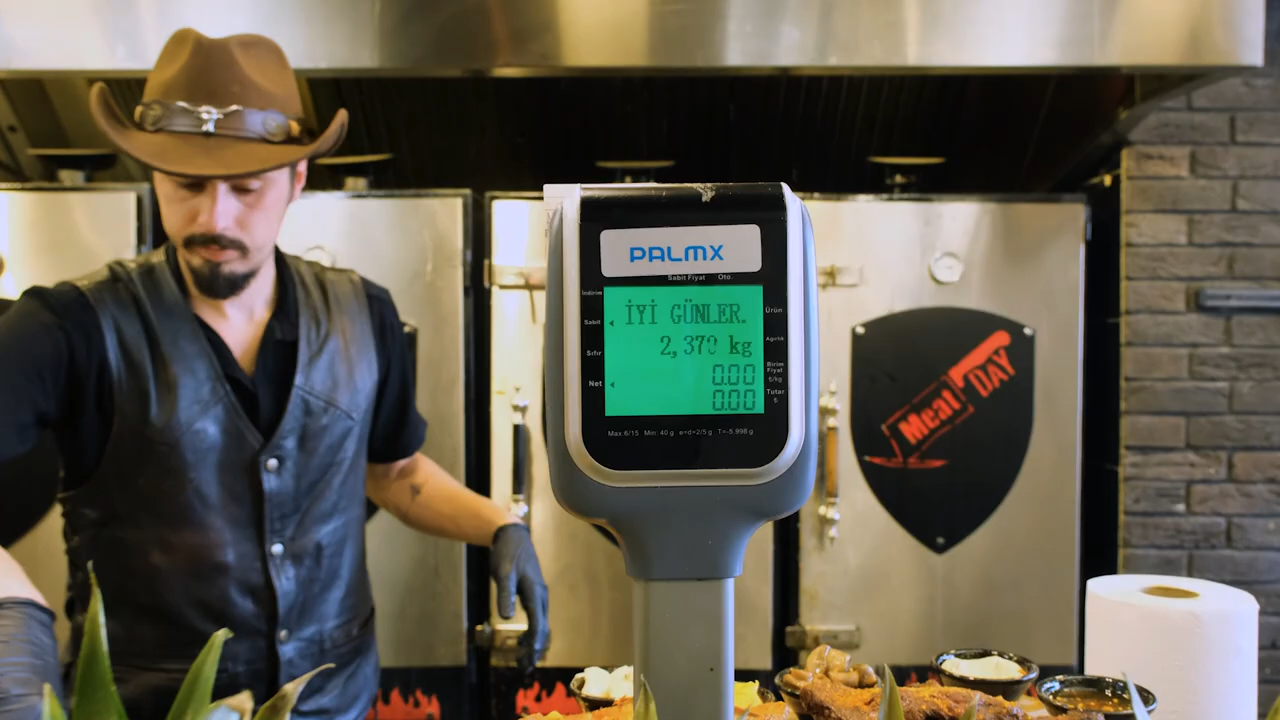 PALMX
Sabit Fiyat Oto.
İndirim
Sabit
Sıfır
Net
İYİ GÜNLER.
2,370 kg
0.00
0.00
Ürün
Ağırlık
Birim
Fiyat
₺/kg
Tutar
₺
Max:6/15 Min: 40 g e=d=2/5 g T=-5.998 g
Meat
DAY